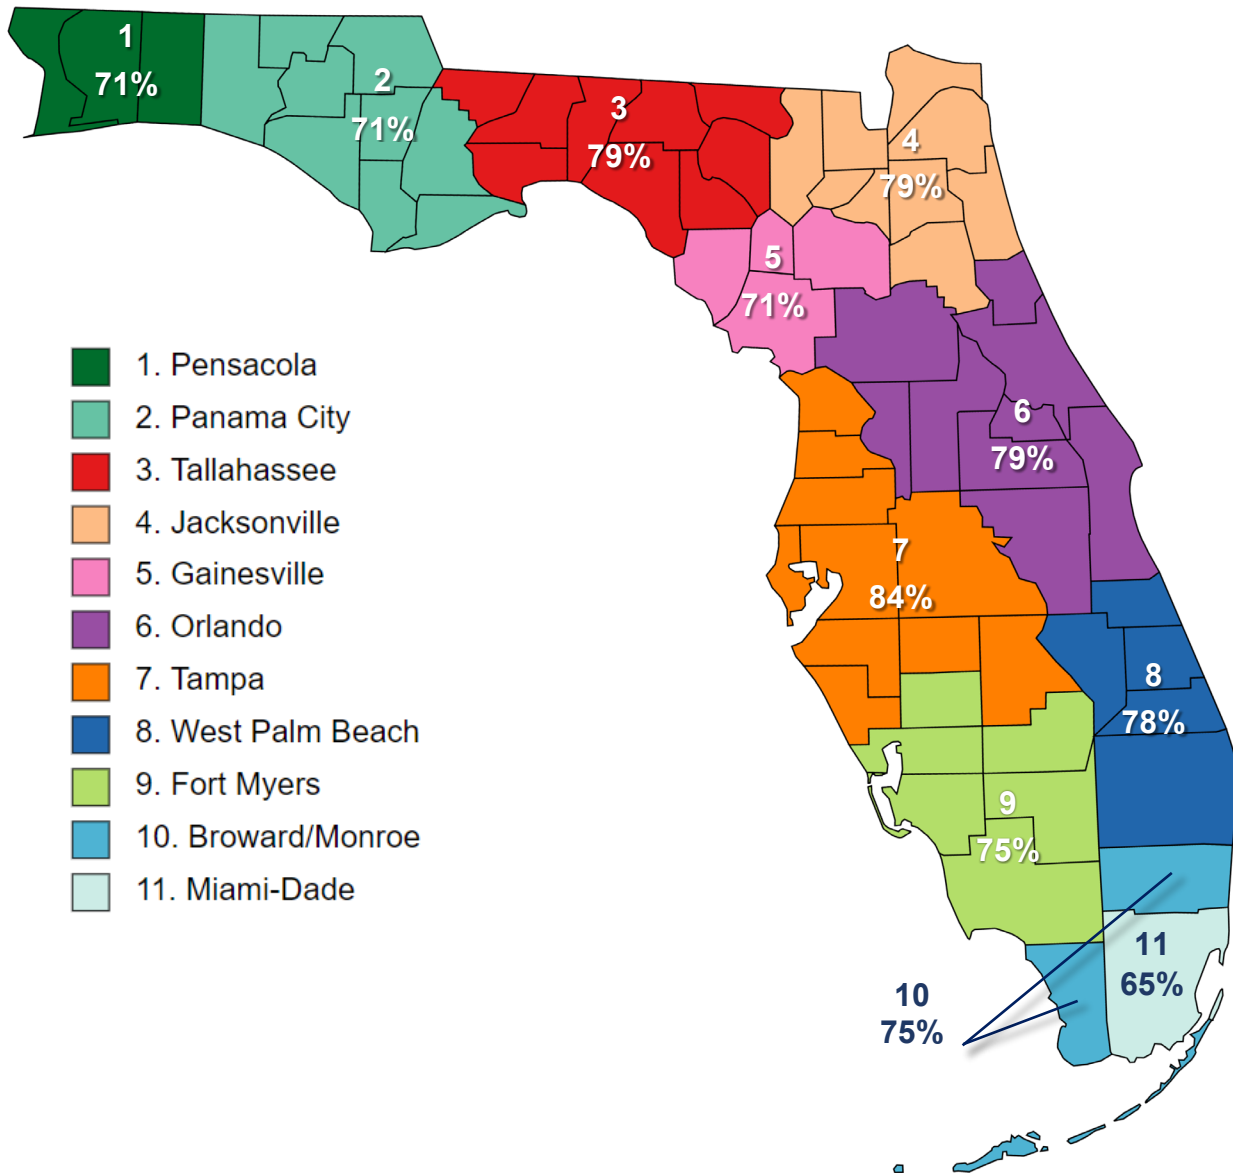 1
71%
2
71%
3
79%
4
79%
5
71%
6
79%
7
84%
8
78%
9
75%
10
75%
11
65%
1. Pensacola
2. Panama City
3. Tallahassee
4. Jacksonville
5. Gainesville
6. Orlando
7. Tampa
8. West Palm Beach
9. Fort Myers
10. Broward/Monroe
11. Miami-Dade